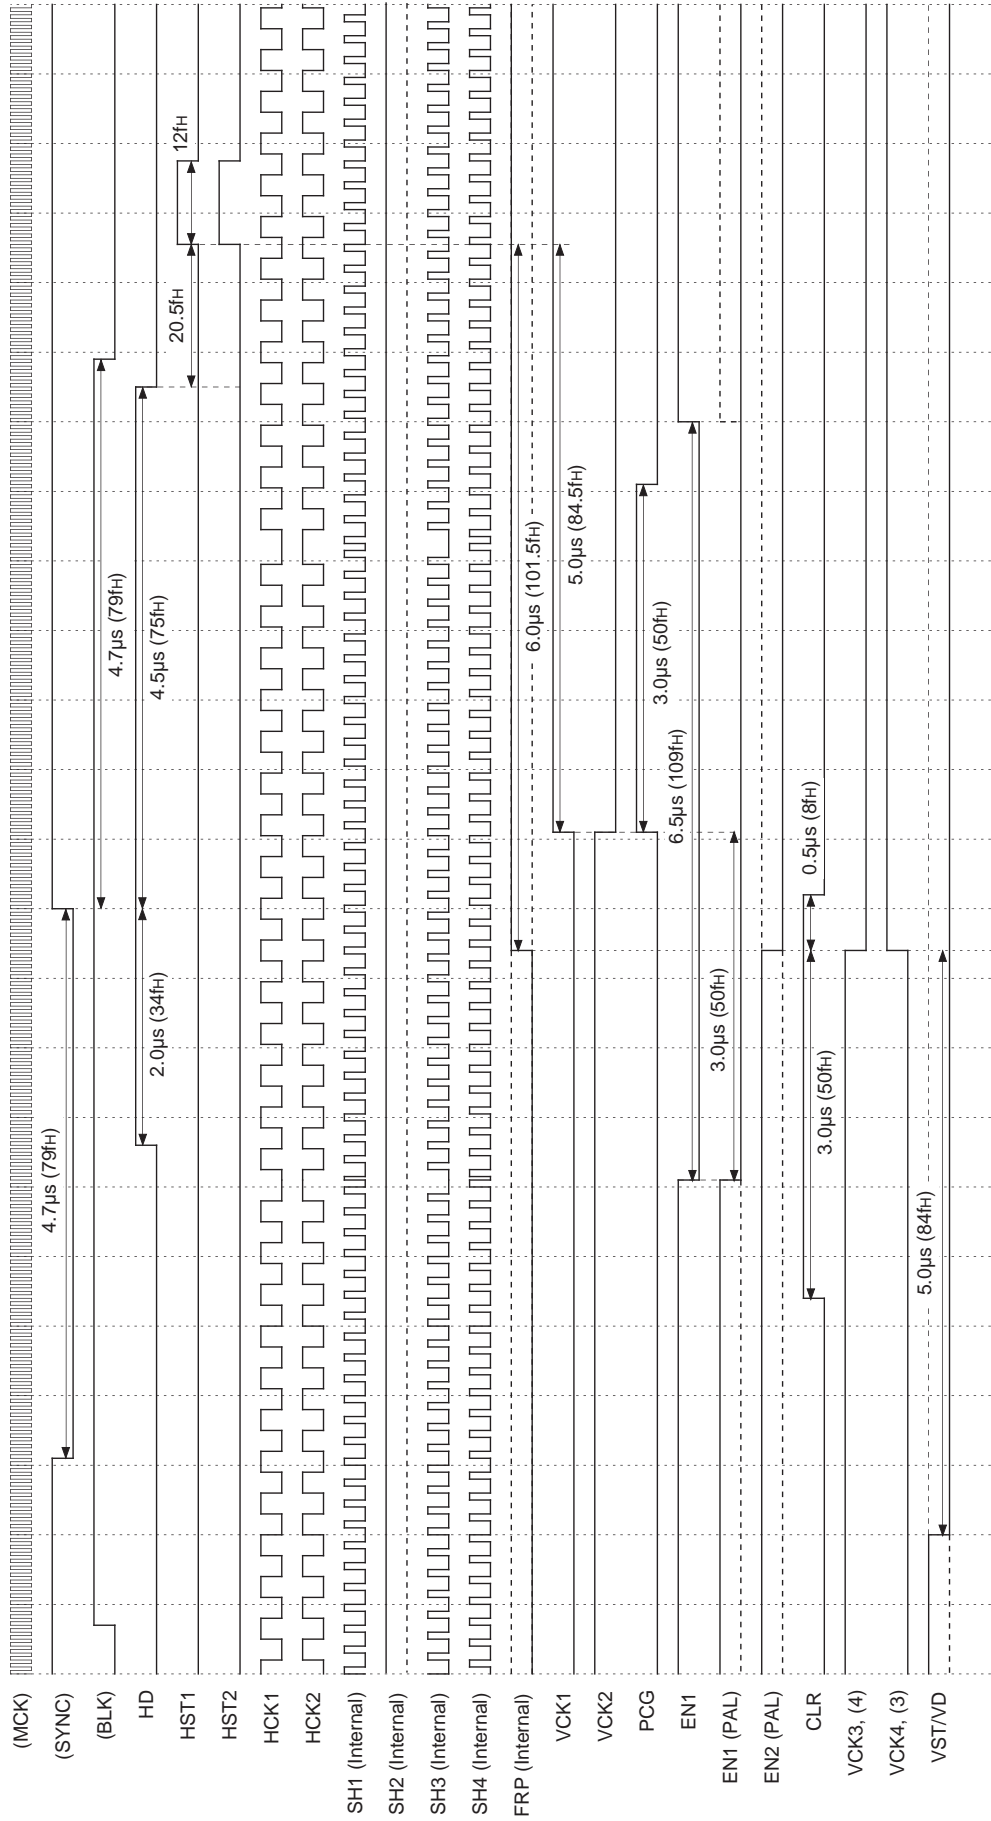 (MCK)
(SYNC)
(BLK)
HD
HST1
HST2
HCK1
HCK2
SH1 (Internal)
SH2 (Internal)
SH3 (Internal)
SH4 (Internal)
FRP (Internal)
VCK1
VCK2
PCG
EN1
EN1 (PAL)
EN2 (PAL)
CLR
VCK3, (4)
VCK4, (3)
VST/VD
4.7µs (79fH)
4.7µs (79fH)
2.0µs (34fH)
4.5µs (75fH)
20.5fH
12fH
6.0µs (101.5fH)
5.0µs (84.5fH)
3.0µs (50fH)
6.5µs (109fH)
3.0µs (50fH)
3.0µs (50fH)
0.5µs (8fH)
5.0µs (84fH)